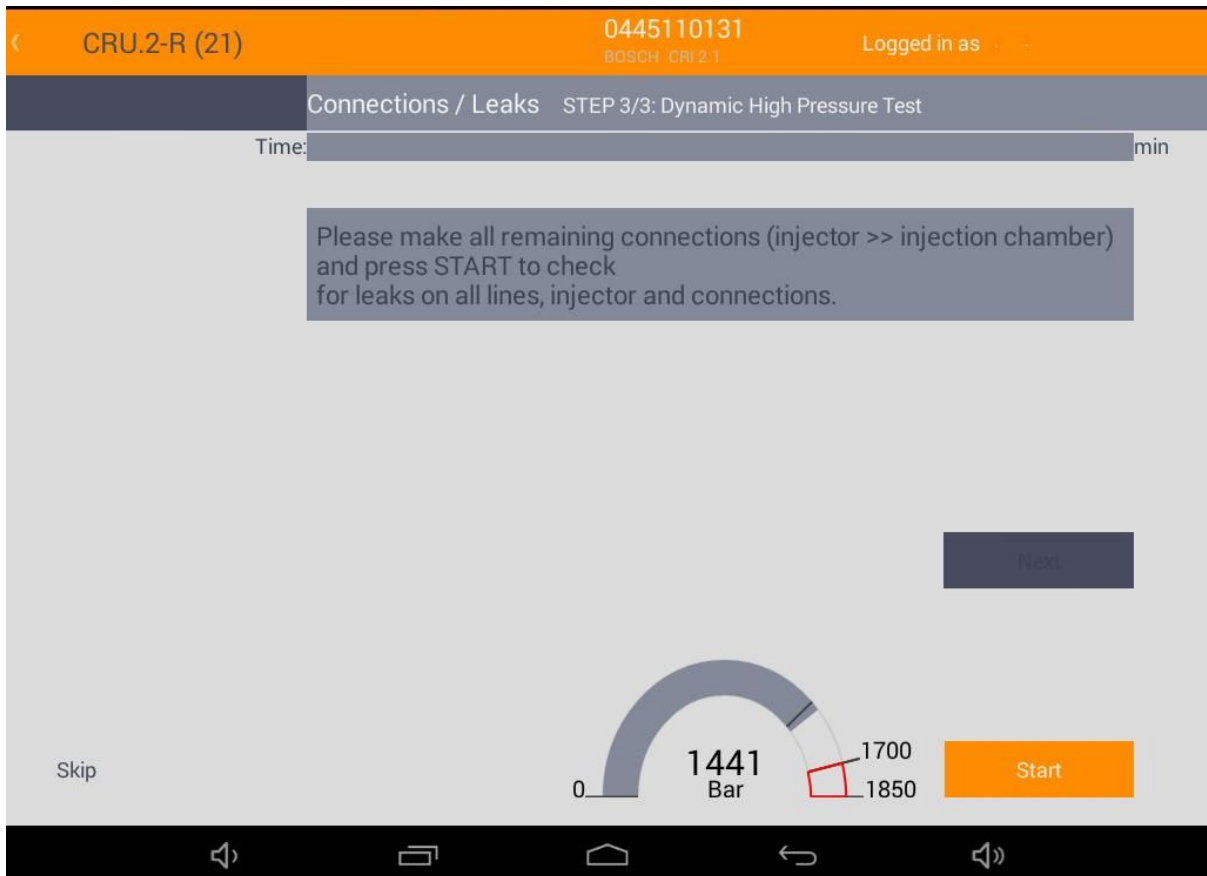 CRU.2-R (21)
0445110131
BOSCH CRI 2.1
Logged in as
Connections / Leaks STEP 3/3: Dynamic High Pressure Test
Time: min
Please make all remaining connections (injector >> injection chamber)
and press START to check
for leaks on all lines, injector and connections.
Next
1441
Bar
0
1700
1850
Skip
Start